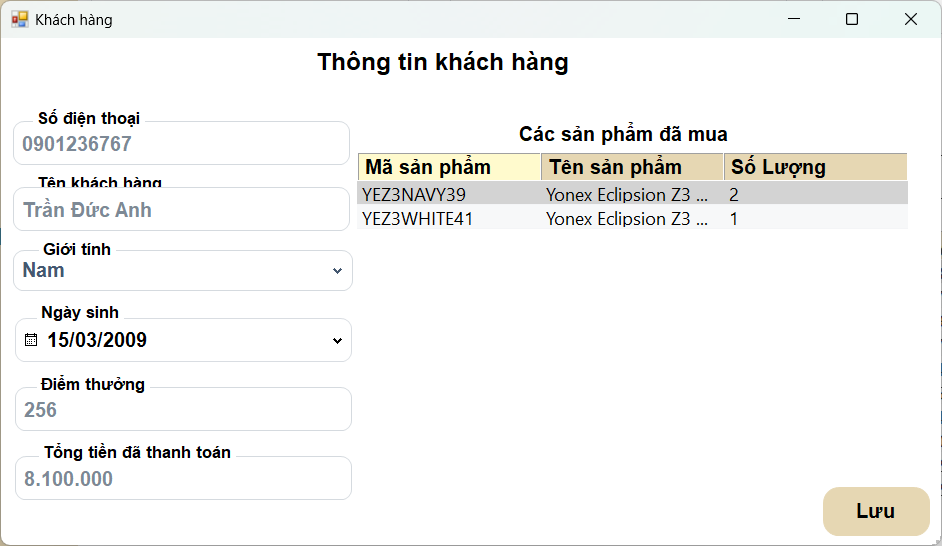 Khách hàng
Thông tin khách hàng
Số điện thoại
0901236767
Tên khách hàng
Trần Đức Anh
Giới tính
Nam
Ngày sinh
15/03/2009
Điểm thưởng
256
Tổng tiền đã thanh toán
8.100.000
Các sản phẩm đã mua
Mã sản phẩm Tên sản phẩm Số Lượng
YEZ3NAVY39 Yonex Eclipsion Z3 ... 2
YEZ3WHITE41 Yonex Eclipsion Z3 ... 1
Lưu